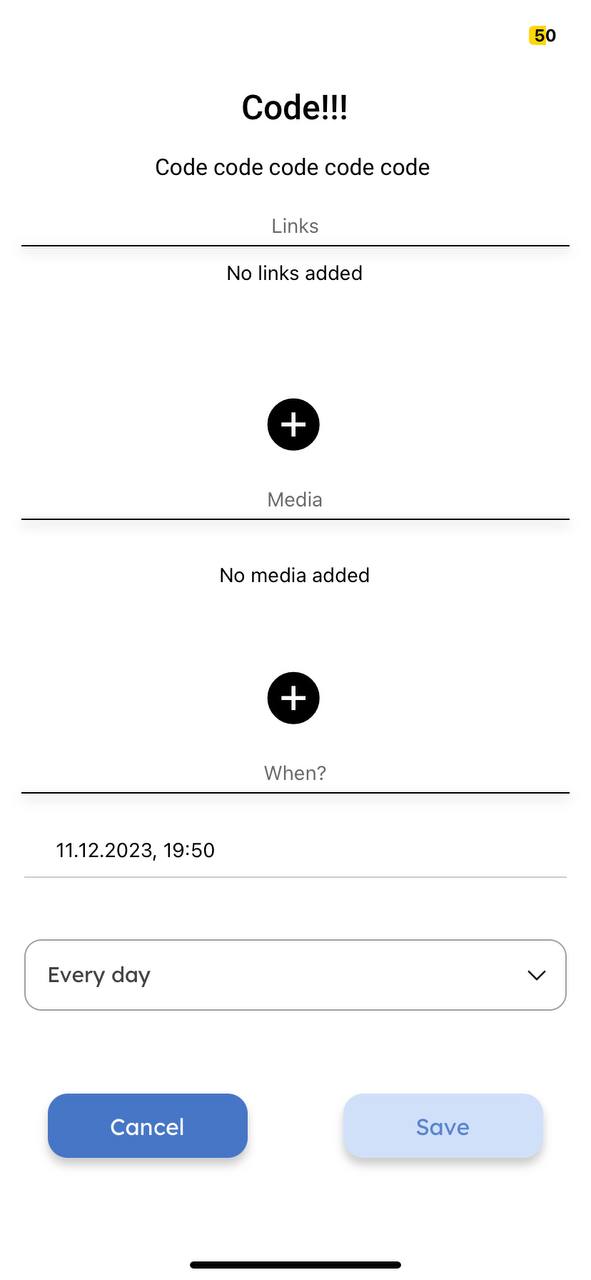 50
Code!!!
Code code code code code
Links
No links added
Media
No media added
When?
11.12.2023, 19:50
Every day
Cancel
Save